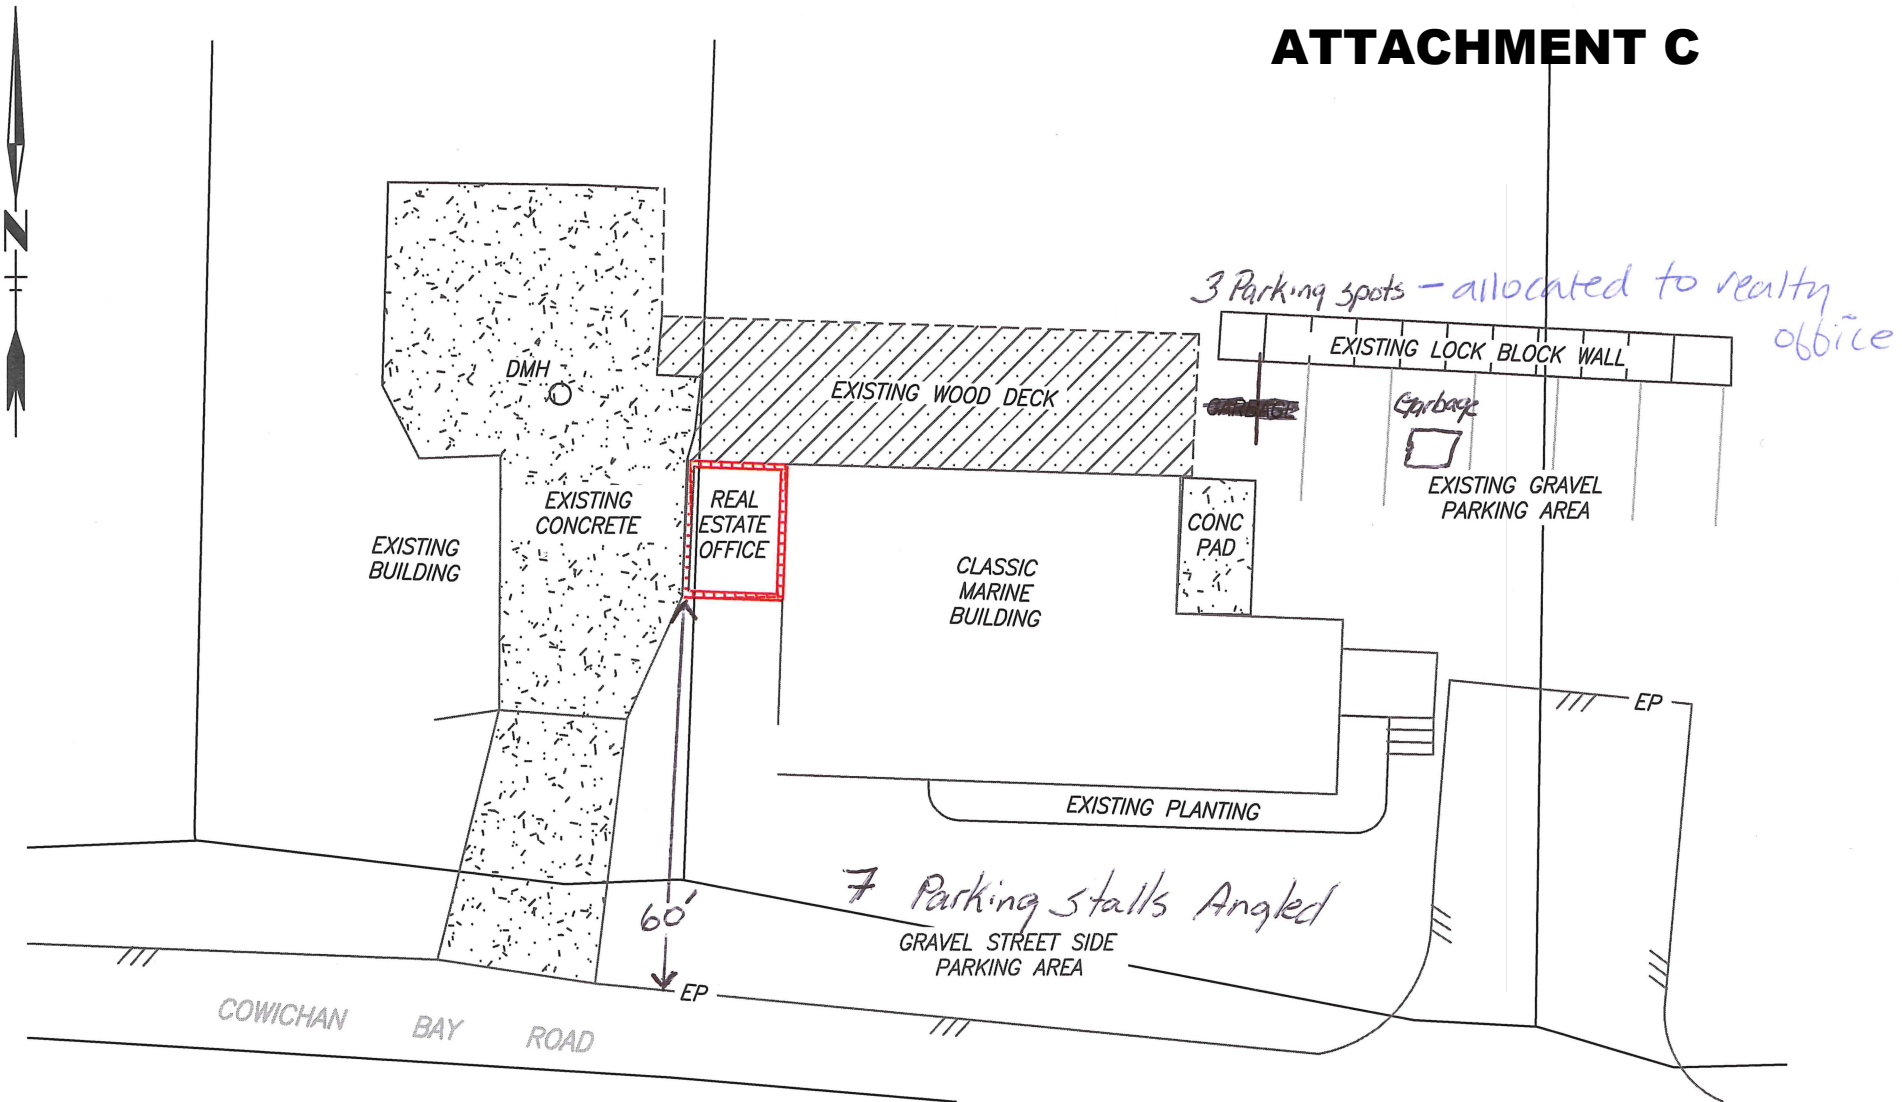 ATTACHMENT C
N
3 Parking spots - allocated to realty
office
EXISTING LOCK BLOCK WALL
DMH
EXISTING WOOD DECK
Garbage
EXISTING GRAVEL
PARKING AREA
EXISTING
CONCRETE
REAL
ESTATE
OFFICE
CONC
PAD
EXISTING
BUILDING
CLASSIC
MARINE
BUILDING
EP
EXISTING PLANTING
7 Parking stalls Angled
60'
GRAVEL STREET SIDE
PARKING AREA
EP
COWICHAN BAY ROAD